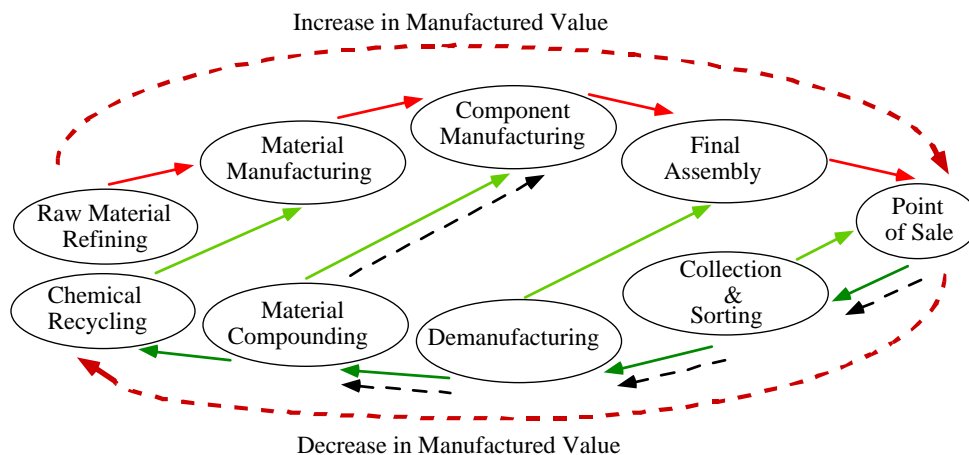 Increase in Manufactured Value
Component
Manufacturing
Material
Manufacturing
Final
Assembly
Raw Material
Refining
Point
of Sale
Chemical
Recycling
Material
Compounding
Demanufacturing
Collection
&
Sorting
Decrease in Manufactured Value